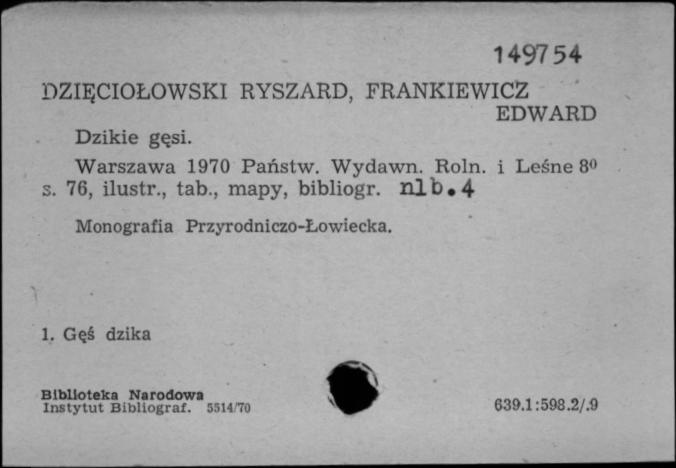 149754
DZIĘCIOŁOWSKI RYSZARD, FRANKIEWICZ
EDWARD
Dzikie gęsi.
Warszawa 1970 Państw. Wydawn. Roln. i Leśne 8⁰
s. 76, ilustr., tab., mapy, bibliogr. nlb.4
Monografia Przyrodniczo-Łowiecka.
1. Gęś dzika
Biblioteka Narodowa
Instytut Bibliograf. 5514/70
639.1:598.2/.9